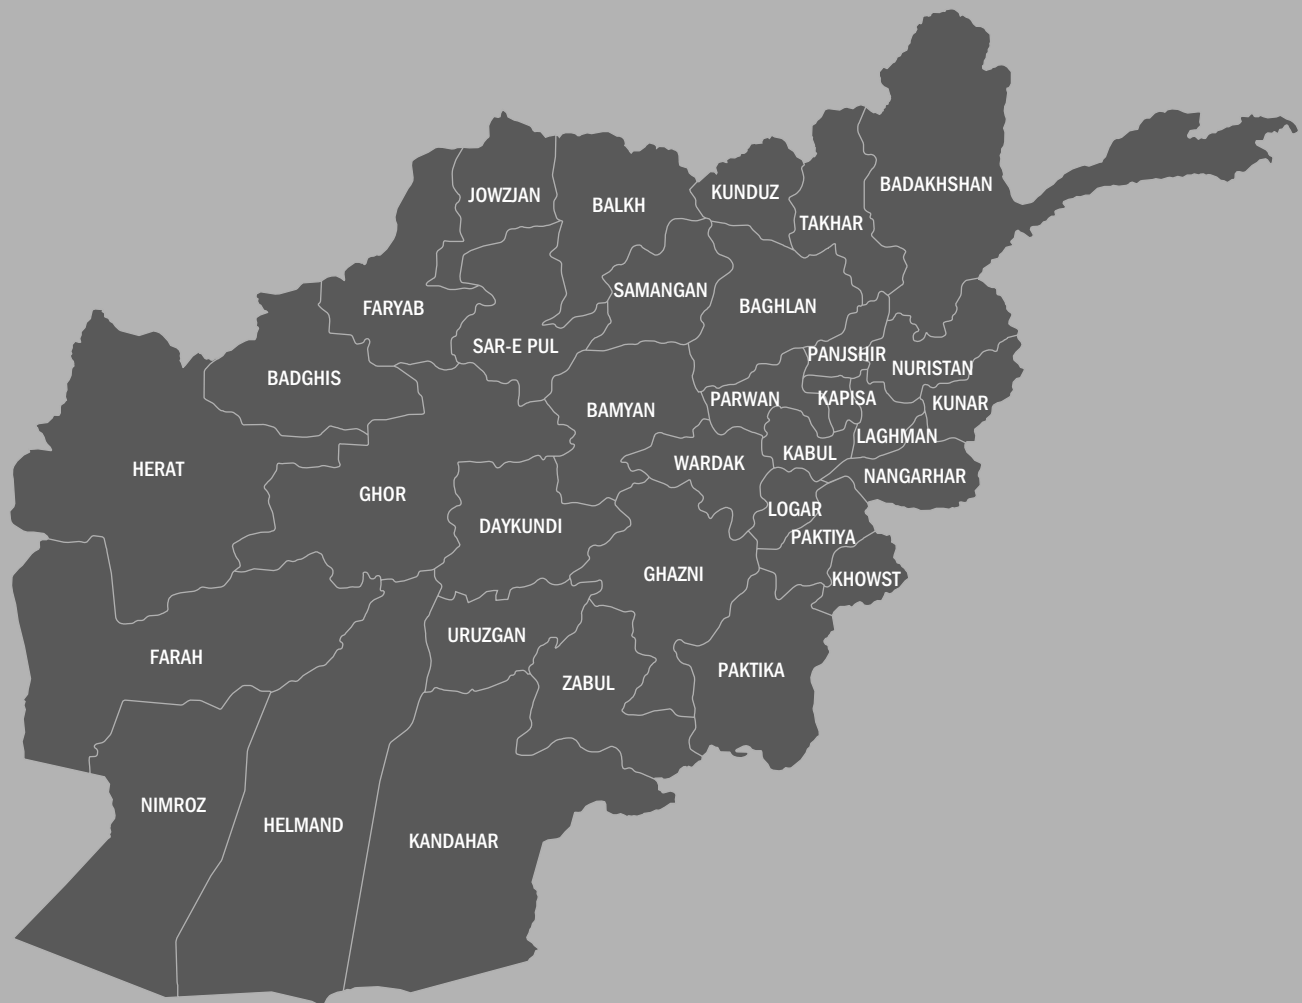 BADAKHSHAN
JOWZJAN
BALKH
KUNDUZ
TAKHAR
SAMANGAN
FARYAB
BAGHLAN
SAR-E PUL
PANJSHIR
NURISTAN
BADGHIS
BAMYAN
PARWAN
KAPISA
KUNAR
LAGHMAN
KABUL
WARDAK
HERAT
NANGARHAR
GHOR
LOGAR
DAYKUNDI
PAKTIYA
GHAZNI
KHOWST
URUZGAN
FARAH
PAKTIKA
ZABUL
NIMROZ
HELMAND
KANDAHAR